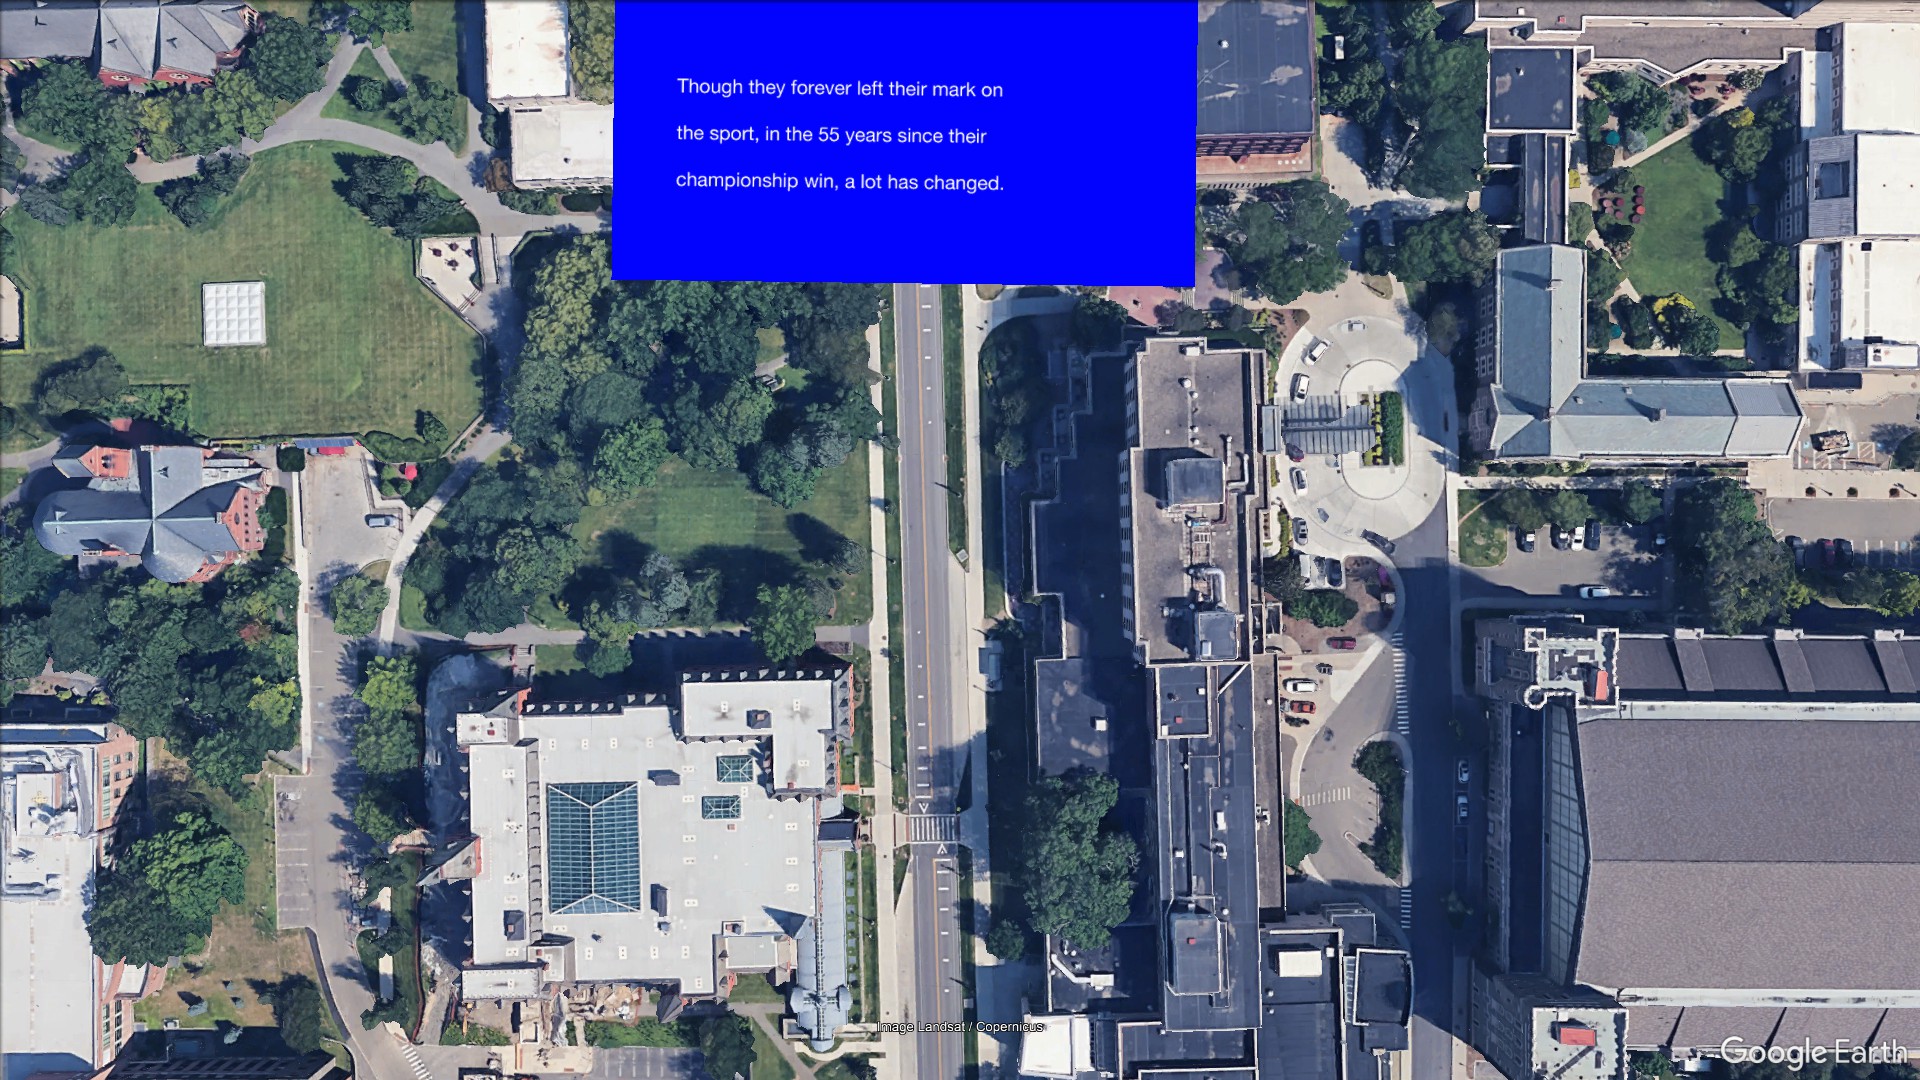 Though they forever left their mark on
the sport, in the 55 years since their
championship win, a lot has changed.
Image Landsat / Copernicus
Google Earth